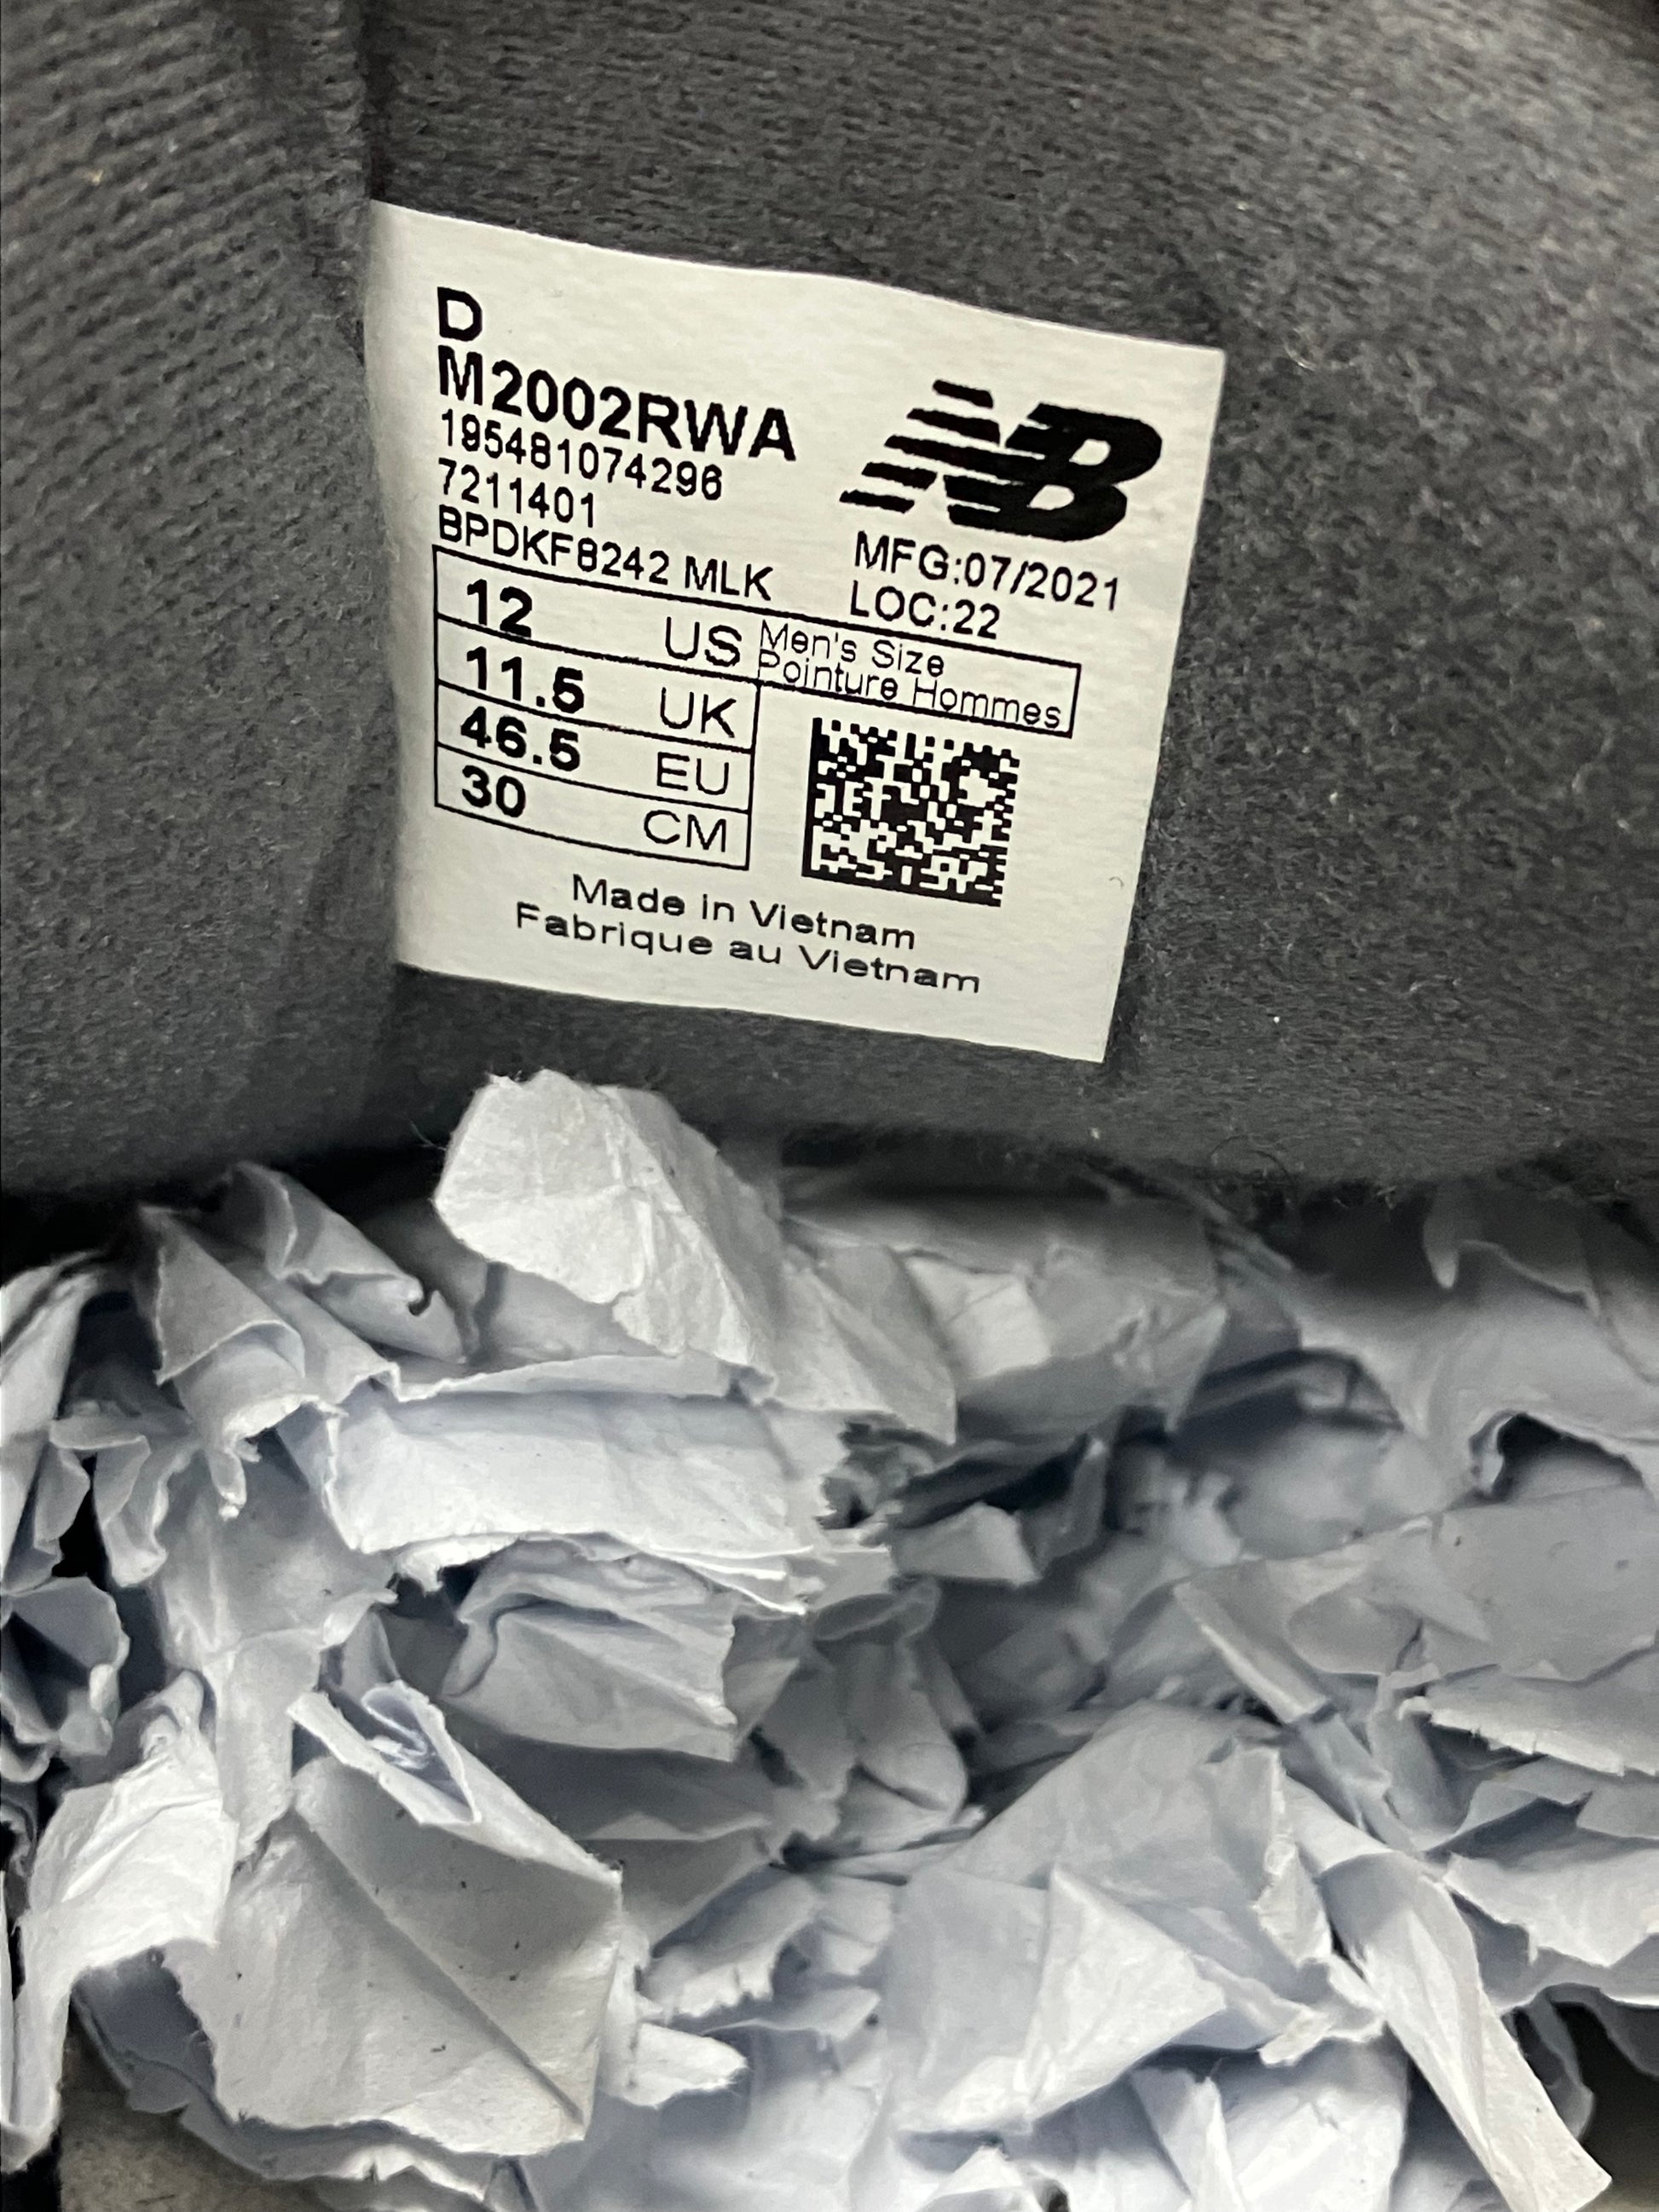 D
M2002RWA
195481074296
7211401
BPDKF8242 MLK
NB
MFG:07/2021
LOC:22
12 US Men's Size
Pointure Hommes
11.5 UK
46.5 EU
30 CM
Made in Vietnam
Fabrique au Vietnam